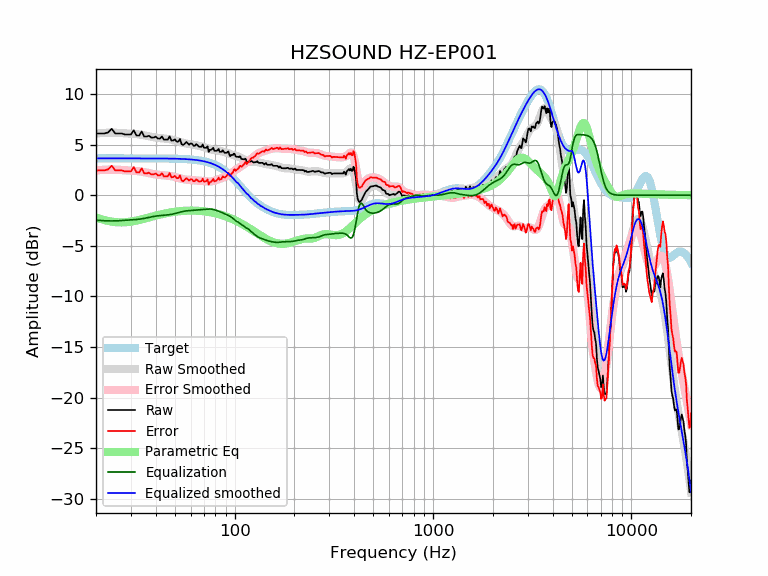 HZSOUND HZ-EP001
10
5
0
−5
−10
−15
−20
−25
−30
Amplitude (dBr)
Target
Raw Smoothed
Error Smoothed
Raw
Error
Parametric Eq
Equalization
Equalized smoothed
100
1000
10000
Frequency (Hz)